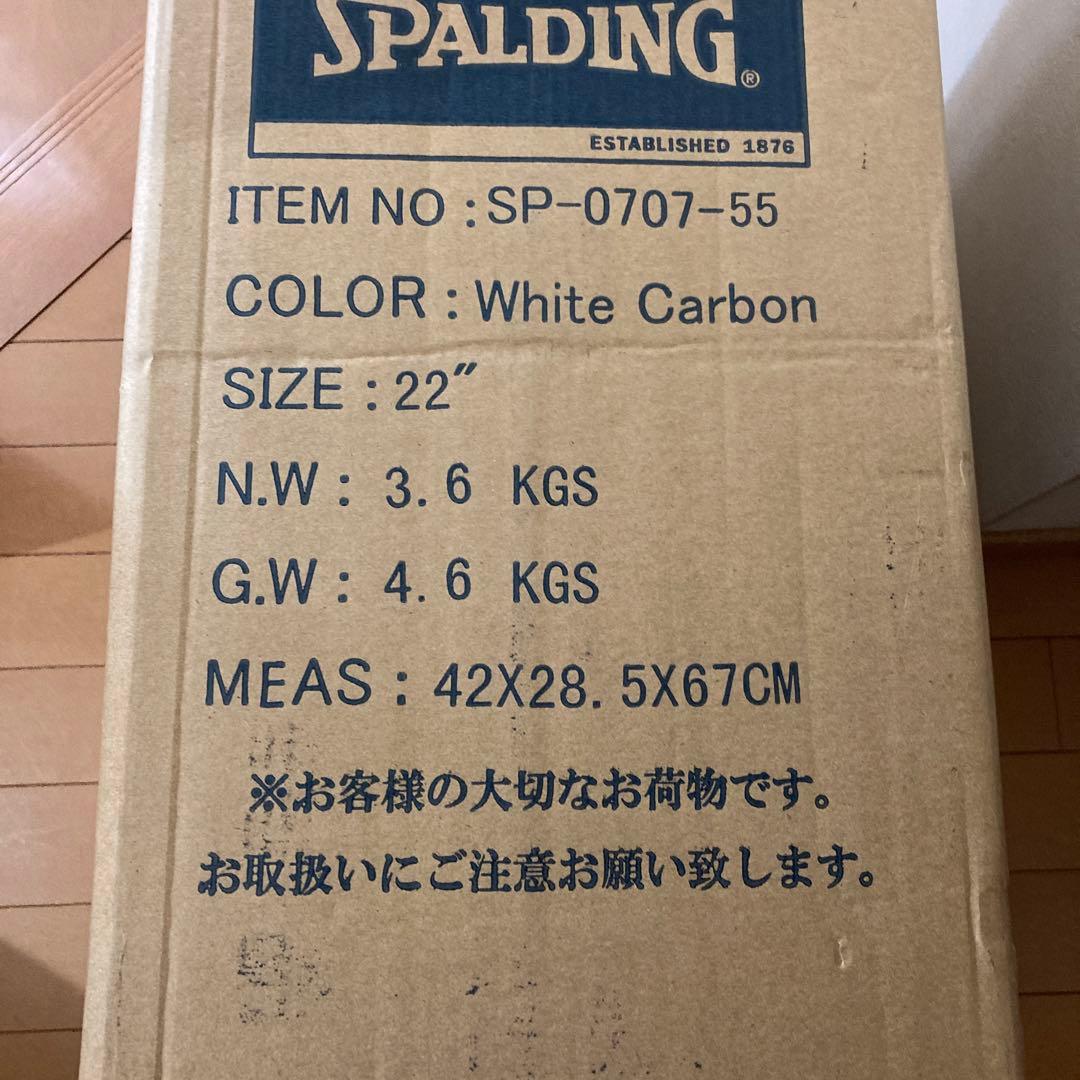 SPALDING®
ESTABLISHED 1876
ITEM NO : SP-0707-55
COLOR : White Carbon
SIZE : 22″
N.W : 3.6 KGS
G.W : 4.6 KGS
MEAS : 42X28.5X67CM
※お客様の大切なお荷物です。
お取扱いにご注意お願い致します。